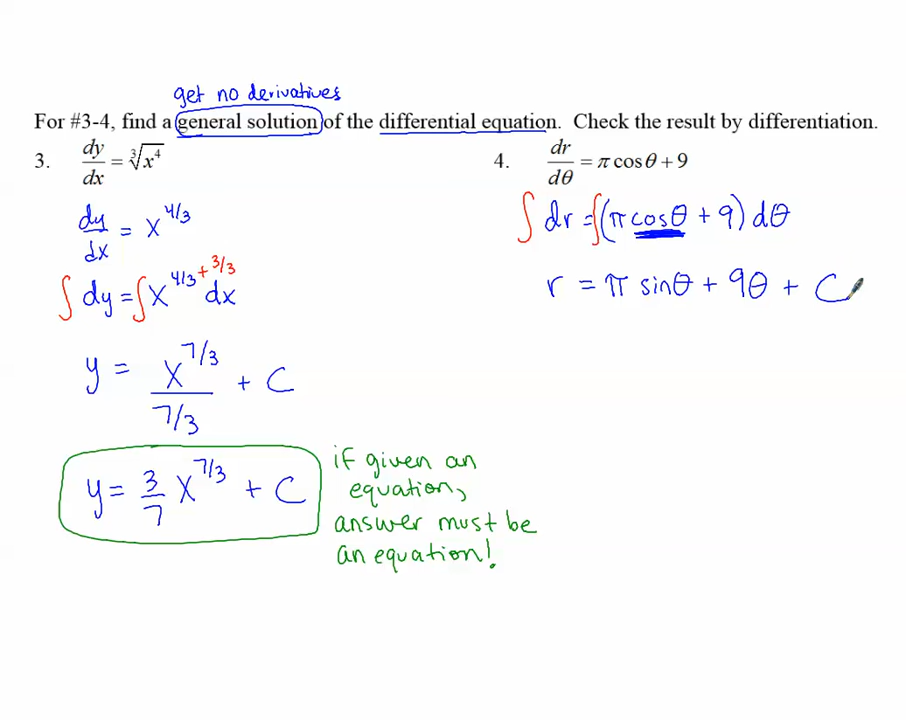 get no derivatives
For #3-4, find a general solution of the differential equation. Check the result by differentiation.
3. dy/dx = ∛x⁴
dy/dx = x^4/3
∫ dy = ∫ x^4/3 + 3/3 dx
y = x^7/3 / 7/3 + C
y = 3/7 x^7/3 + C
if given an
equation,
answer must be
an equation!
4. dr/dθ = π cos θ + 9
∫ dr = ∫(π cosθ + 9) dθ
r = π sinθ + 9θ + C